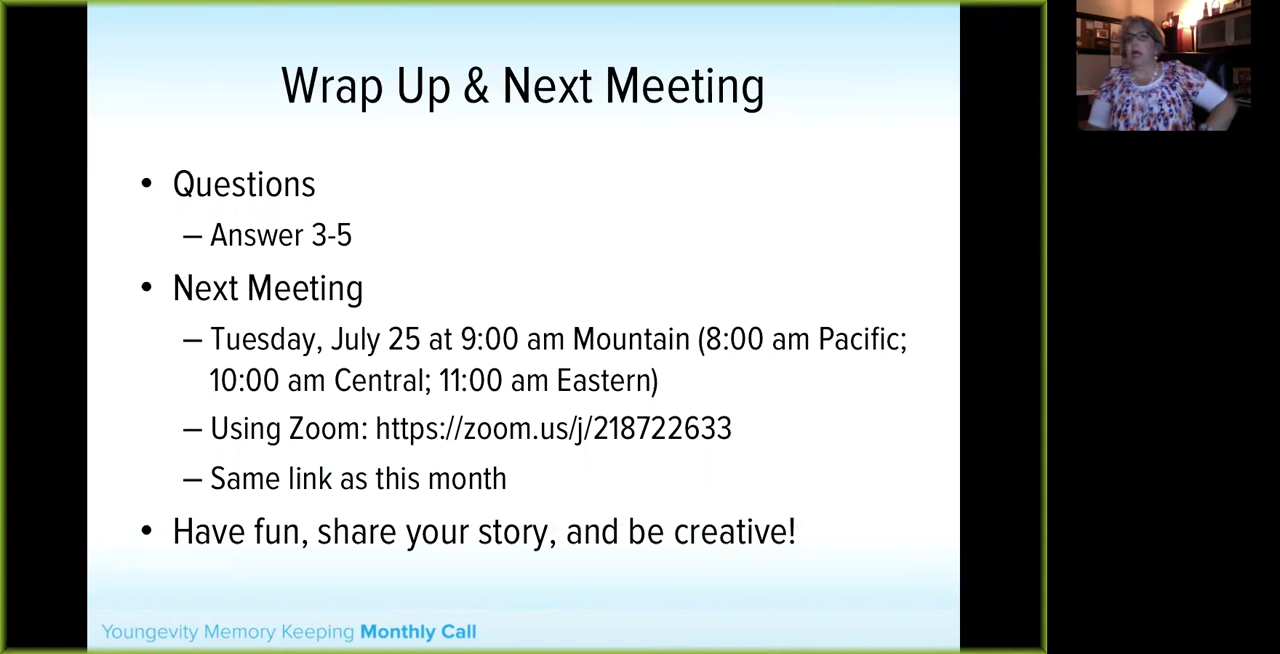 Wrap Up & Next Meeting
• Questions
– Answer 3-5
• Next Meeting
– Tuesday, July 25 at 9:00 am Mountain (8:00 am Pacific;
10:00 am Central; 11:00 am Eastern)
– Using Zoom: https://zoom.us/j/218722633
– Same link as this month
• Have fun, share your story, and be creative!
Youngevity Memory Keeping Monthly Call